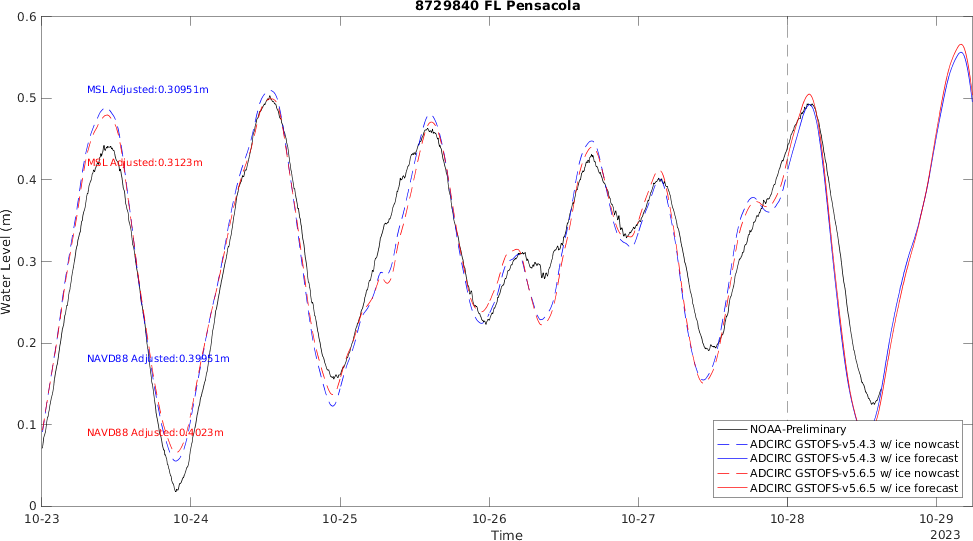 8729840 FL Pensacola
0.6
0.5
0.4
0.3
0.2
0.1
0
Water Level (m)
MSL Adjusted:0.30951m
MSL Adjusted:0.3123m
NAVD88 Adjusted:0.39951m
NAVD88 Adjusted:0.4023m
NOAA-Preliminary
ADCIRC GSTOFS-v5.4.3 w/ ice nowcast
ADCIRC GSTOFS-v5.4.3 w/ ice forecast
ADCIRC GSTOFS-v5.6.5 w/ ice nowcast
ADCIRC GSTOFS-v5.6.5 w/ ice forecast
10-23 10-24 10-25 10-26 10-27 10-28 10-29
Time
2023